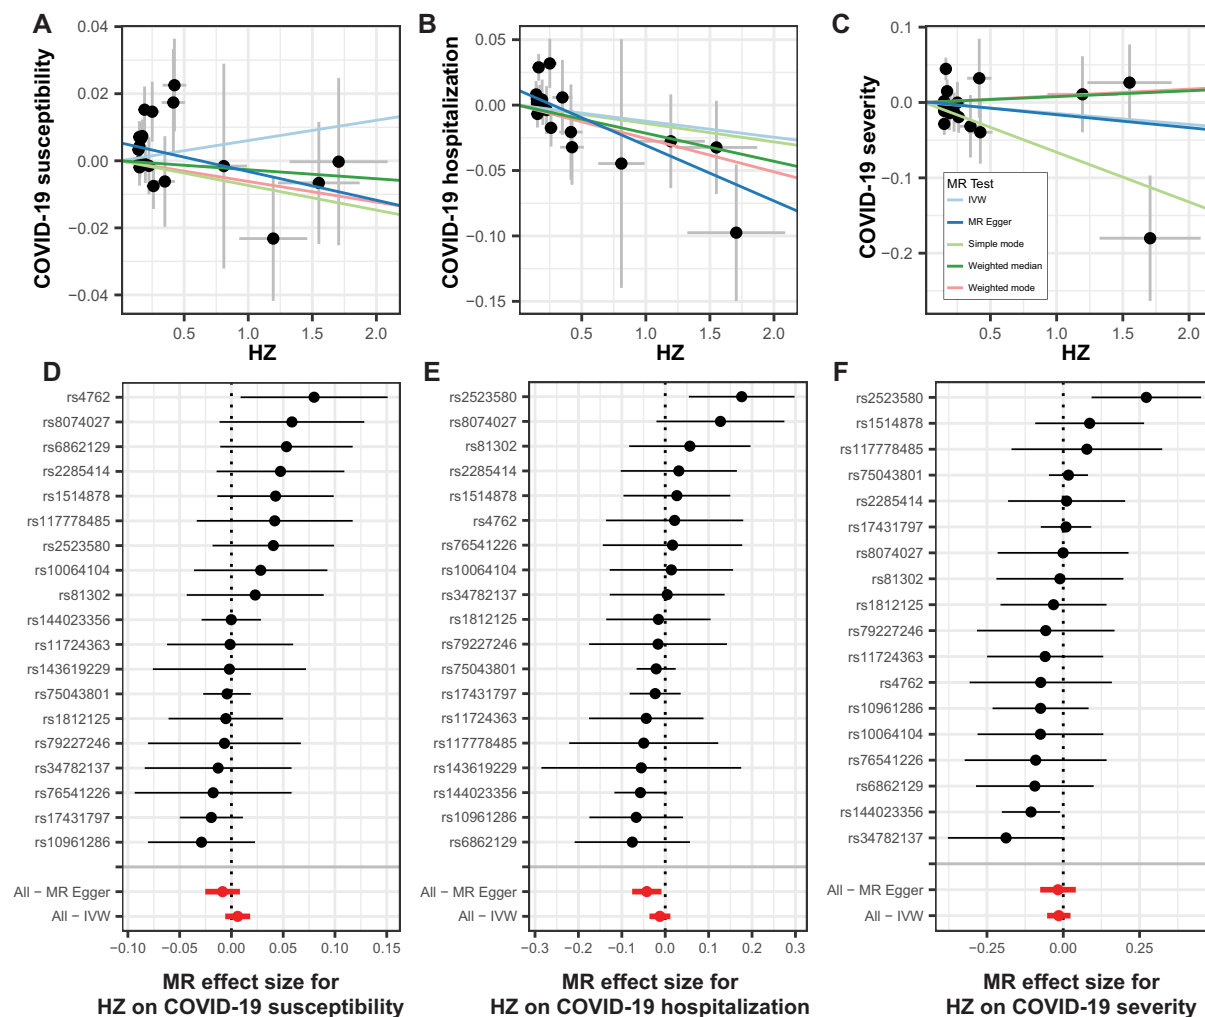 A
COVID-19 susceptibility
0.04
0.02
0.00
−0.02
−0.04
0.5
1.0
1.5
2.0
HZ
B
COVID-19 hospitalization
0.05
0.00
−0.05
−0.10
−0.15
0.5
1.0
1.5
2.0
HZ
C
COVID-19 severity
0.1
0.0
−0.1
−0.2
MR Test
IVW
MR Egger
Simple mode
Weighted median
Weighted mode
0.5
1.0
1.5
2.0
HZ
D
rs4762
rs8074027
rs6862129
rs2285414
rs1514878
rs117778485
rs2523580
rs10064104
rs81302
rs144023356
rs11724363
rs143619229
rs75043801
rs1812125
rs79227246
rs34782137
rs76541226
rs17431797
rs10961286
All − MR Egger
All − IVW
−0.10
−0.05
0.00
0.05
0.10
0.15
MR effect size for
HZ on COVID-19 susceptibility
E
rs2523580
rs8074027
rs81302
rs2285414
rs1514878
rs4762
rs76541226
rs10064104
rs34782137
rs1812125
rs79227246
rs75043801
rs17431797
rs11724363
rs117778485
rs143619229
rs144023356
rs10961286
rs6862129
All − MR Egger
All − IVW
−0.3
−0.2
−0.1
0.0
0.1
0.2
0.3
MR effect size for
HZ on COVID-19 hospitalization
F
rs2523580
rs1514878
rs117778485
rs75043801
rs2285414
rs17431797
rs8074027
rs81302
rs1812125
rs79227246
rs11724363
rs4762
rs10961286
rs10064104
rs76541226
rs6862129
rs144023356
rs34782137
All − MR Egger
All − IVW
−0.25
0.00
0.25
MR effect size for
HZ on COVID-19 severity